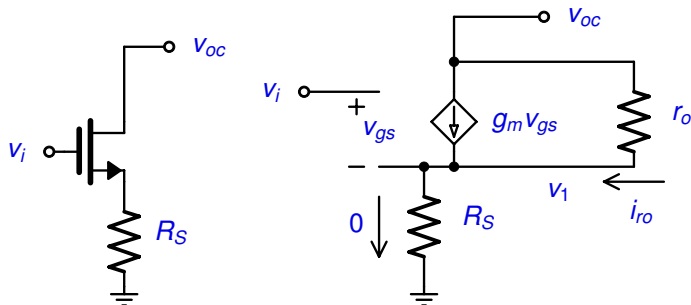 v_oc
v_i
R_S
v_oc
v_i
+
v_gs
−
g_m v_gs
r_o
v_1
i_ro
0
R_S